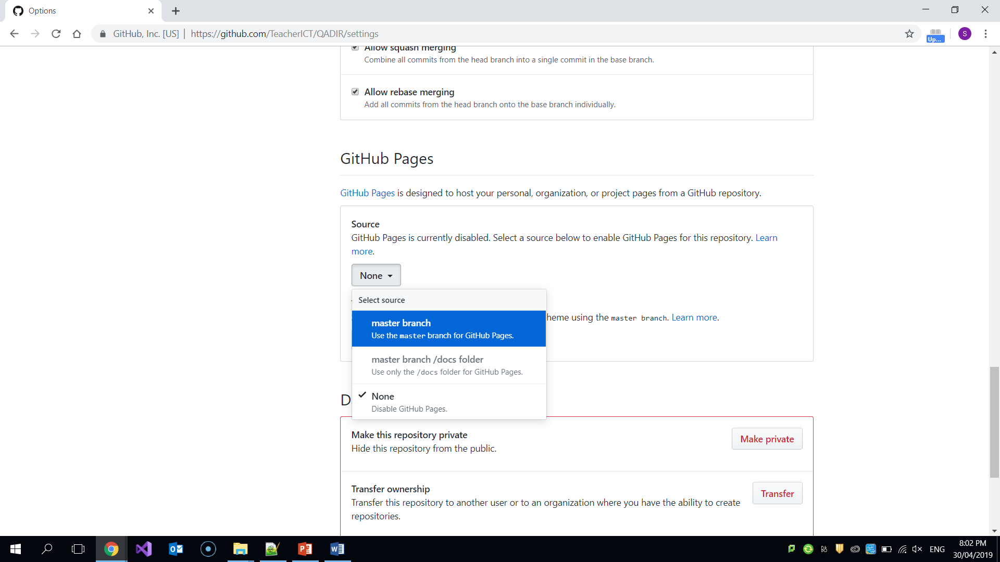 Options
GitHub, Inc. [US] | https://github.com/TeacherICT/QADIR/settings
Up...
S
Allow squash merging
Combine all commits from the head branch into a single commit in the base branch.
Allow rebase merging
Add all commits from the head branch onto the base branch individually.
GitHub Pages
GitHub Pages is designed to host your personal, organization, or project pages from a GitHub repository.
Source
GitHub Pages is currently disabled. Select a source below to enable GitHub Pages for this repository. Learn
more.
None
Select source
master branch
Use the master branch for GitHub Pages.
heme using the master branch. Learn more.
master branch /docs folder
Use only the /docs folder for GitHub Pages.
None
Disable GitHub Pages.
D
Make this repository private
Hide this repository from the public.
Make private
Transfer ownership
Transfer this repository to another user or to an organization where you have the ability to create
repositories.
Transfer
ENG
8:02 PM
30/04/2019